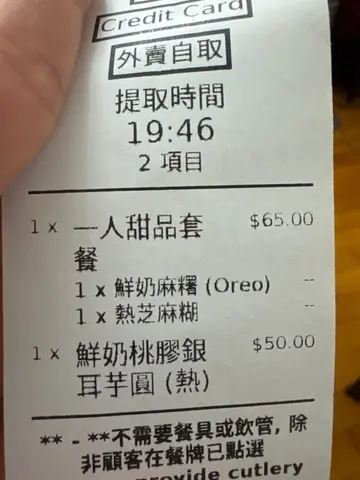 Credit Card
外賣自取
提取時間
19:46
2 項目
1 x 一人甜品套 $65.00
餐
1 x 鮮奶麻糬 (Oreo) --
1 x 熱芝麻糊 --
1 x 鮮奶桃膠銀 $50.00
耳芋圓 (熱)
** - **不需要餐具或飲管, 除
非顧客在餐牌已點選
provide cutlery